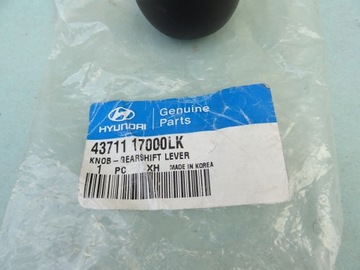 HYUNDAI
Genuine
Parts
43711 17000LK
KNOB-GEARSHIFT LEVER
1 PC XH MADE IN KOREA